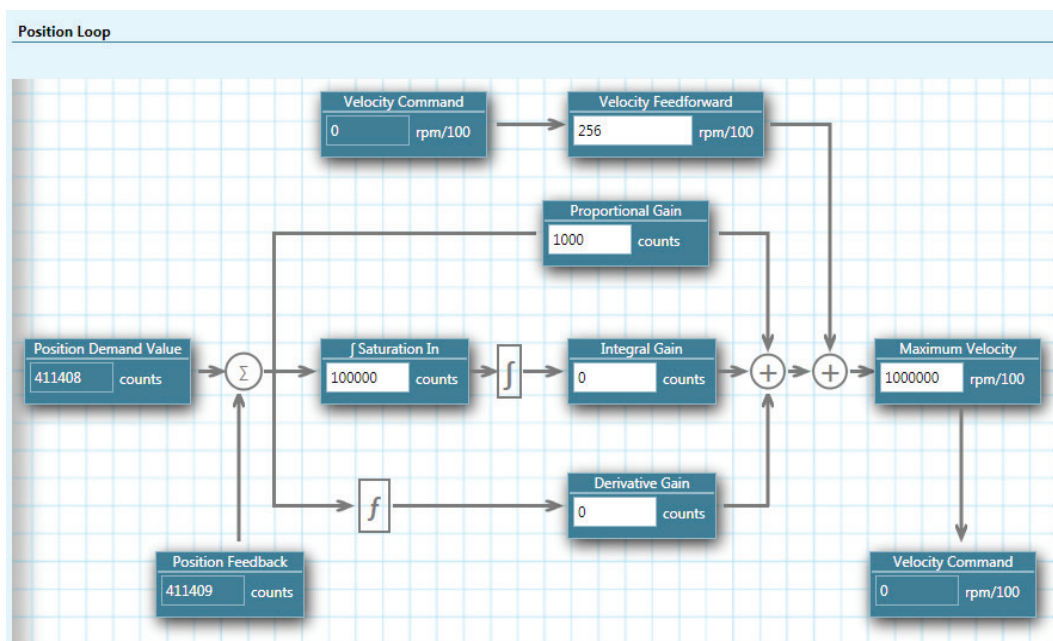 Position Loop
Velocity Command
0 rpm/100
Velocity Feedforward
256 rpm/100
Proportional Gain
1000 counts
Position Demand Value
411408 counts
Σ
∫ Saturation In
100000 counts
∫
Integral Gain
0 counts
+
+
Maximum Velocity
1000000 rpm/100
f
Derivative Gain
0 counts
Position Feedback
411409 counts
Velocity Command
0 rpm/100